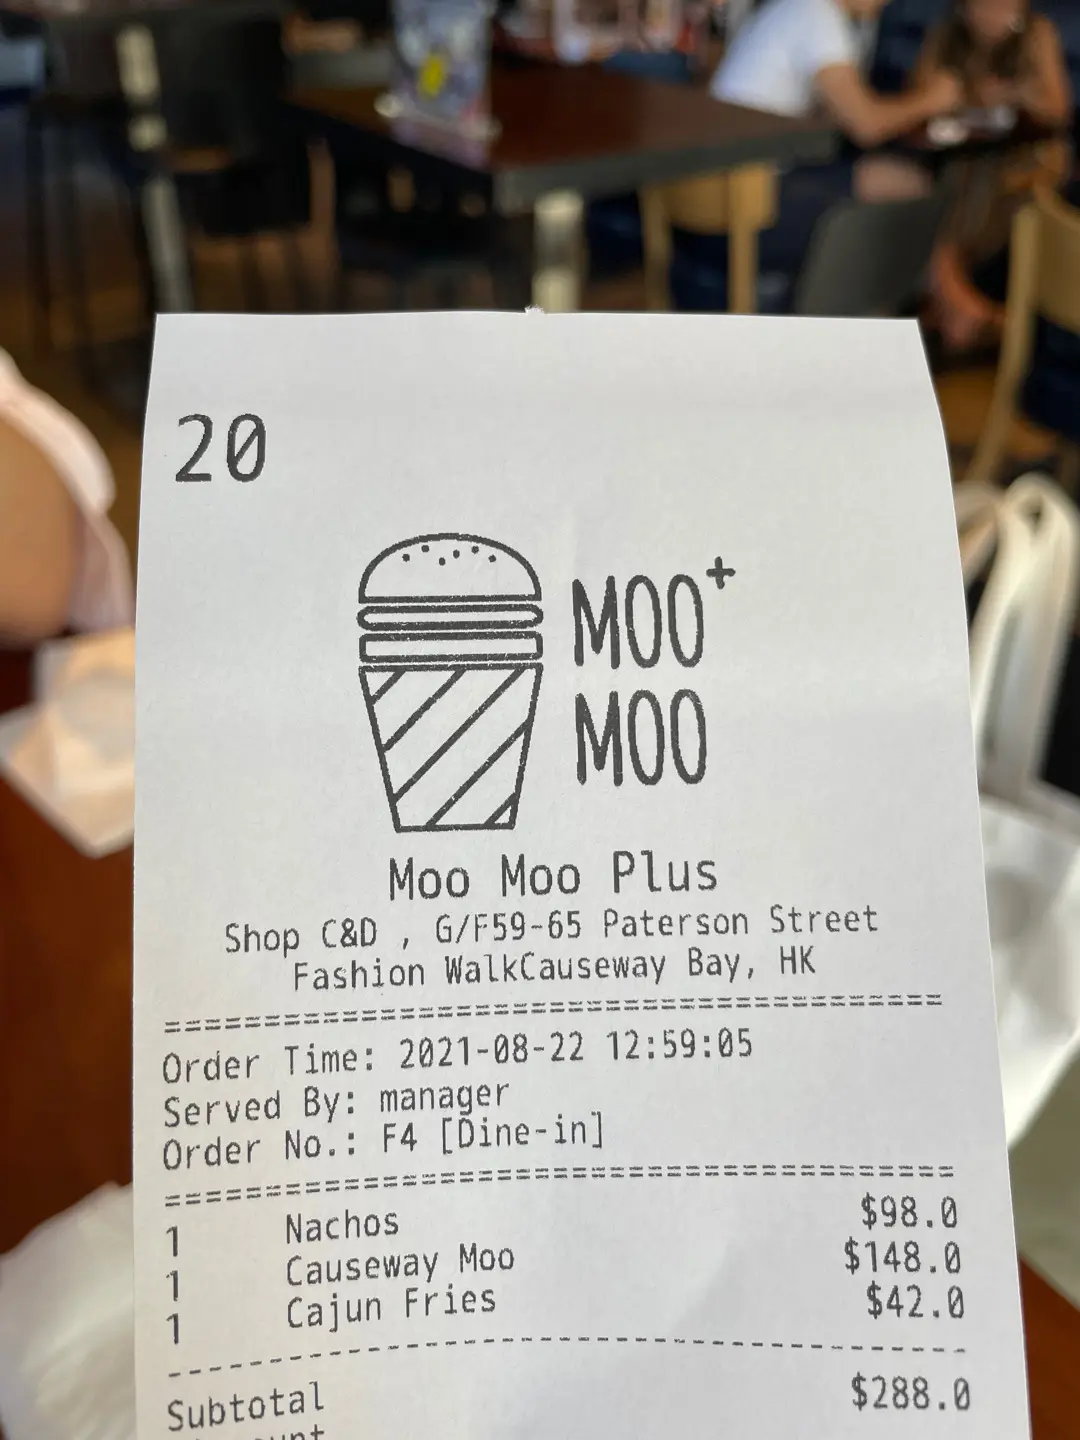 20
MOO+
MOO
Moo Moo Plus
Shop C&D , G/F59-65 Paterson Street
Fashion WalkCauseway Bay, HK
========================================
Order Time: 2021-08-22 12:59:05
Served By: manager
Order No.: F4 [Dine-in]
========================================
1 Nachos $98.0
1 Causeway Moo $148.0
1 Cajun Fries $42.0
----------------------------------------
Subtotal $288.0